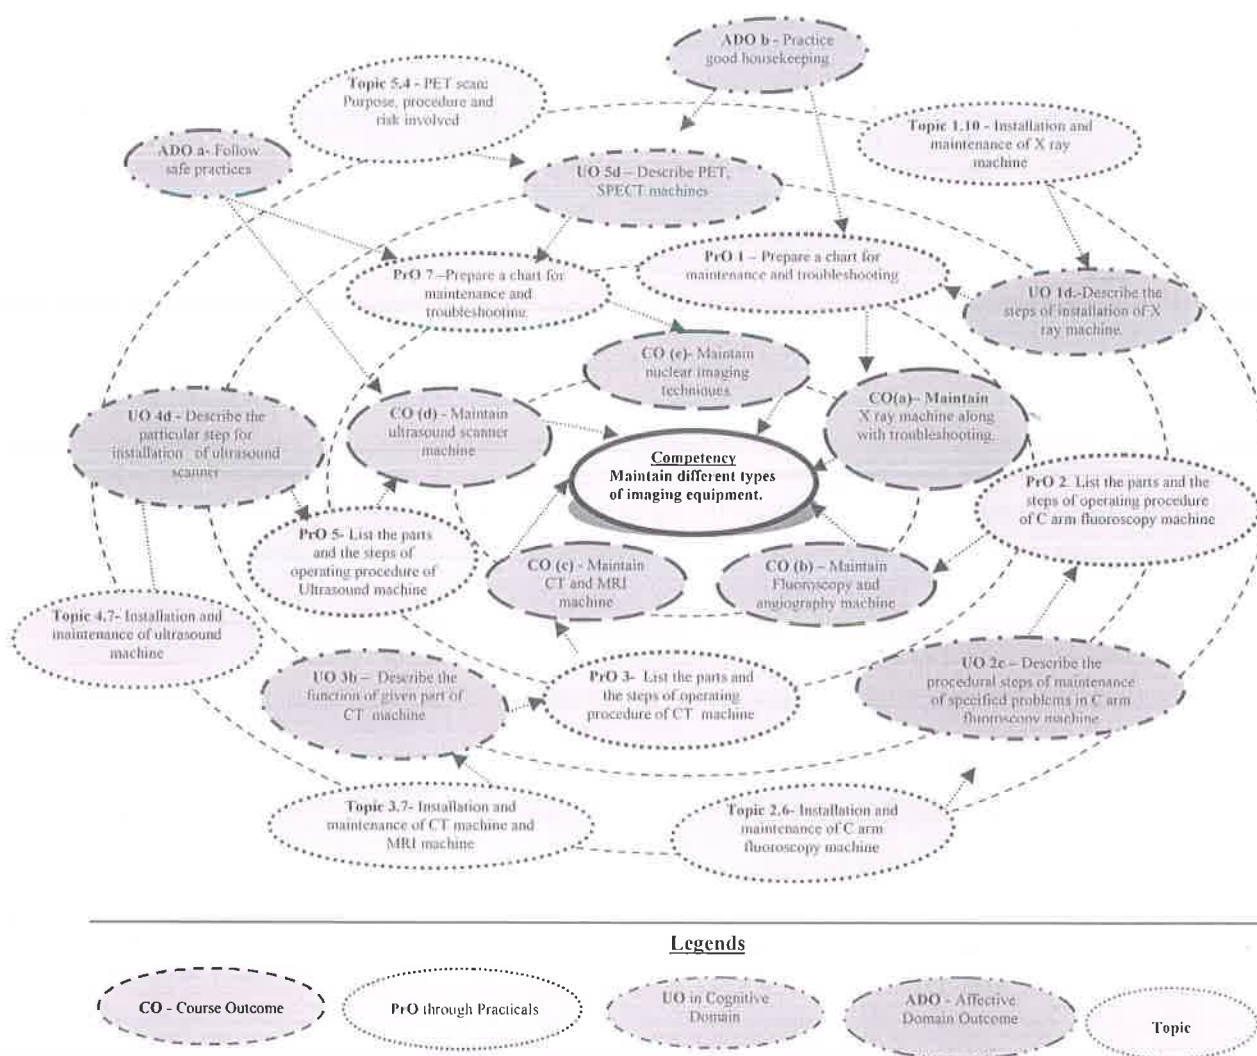 ADO b - Practice
good housekeeping
Topic 5.4 - PET scan:
Purpose, procedure and
risk involved
Topic 1.10 - Installation and
maintenance of X ray
machine
ADO a- Follow
safe practices
UO 5d – Describe PET,
SPECT machines
PrO 1 – Prepare a chart for
maintenance and troubleshooting
PrO 7 –Prepare a chart for
maintenance and
troubleshooting.
UO 1d.-Describe the
steps of installation of X
ray machine.
CO (e)- Maintain
nuclear imaging
techniques.
CO(a)– Maintain
X ray machine along
with troubleshooting.
UO 4d - Describe the
particular step for
installation of ultrasound
scanner
CO (d) - Maintain
ultrasound scanner
machine
Competency
Maintain different types
of imaging equipment.
PrO 2. List the parts and the
steps of operating procedure
of C arm fluoroscopy machine
PrO 5- List the parts
and the steps of
operating procedure of
Ultrasound machine
CO (c) - Maintain
CT and MRI
machine
CO (b) – Maintain
Fluoroscopy and
angiography machine
Topic 4.7- Installation and
maintenance of ultrasound
machine
UO 3b – Describe the
function of given part of
CT machine
PrO 3- List the parts and
the steps of operating
procedure of CT machine
UO 2c – Describe the
procedural steps of maintenance
of specified problems in C arm
fluoroscopy machine
Topic 3.7- Installation and
maintenance of CT machine and
MRI machine
Topic 2.6- Installation and
maintenance of C arm
fluoroscopy machine
Legends
CO - Course Outcome
PrO through Practicals
UO in Cognitive
Domain
ADO - Affective
Domain Outcome
Topic